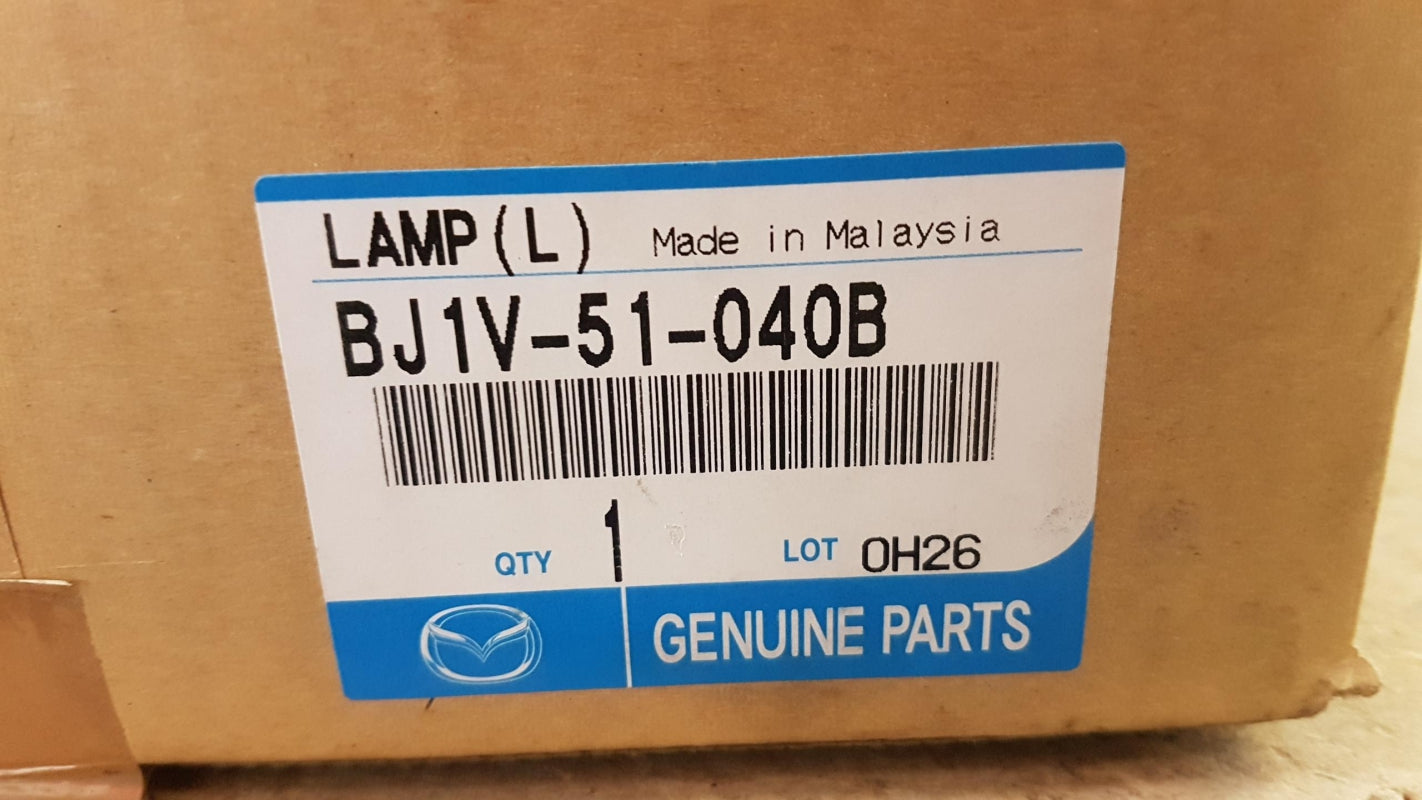 LAMP(L) Made in Malaysia
BJ1V-51-040B
QTY 1 LOT 0H26
GENUINE PARTS